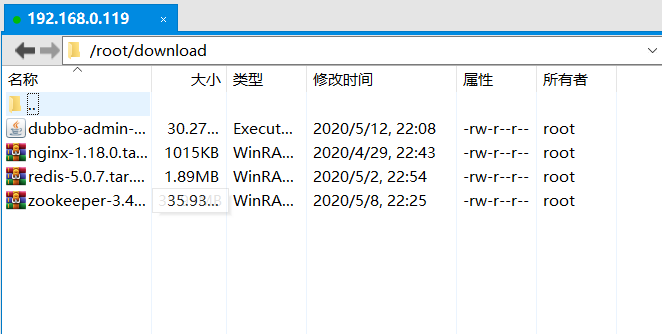 192.168.0.119 ×
/root/download
名称 大小 类型 修改时间 属性 所有者
..
dubbo-admin-... 30.27... Execut... 2020/5/12, 22:08 -rw-r--r-- root
nginx-1.18.0.ta... 1015KB WinRA... 2020/4/29, 22:43 -rw-r--r-- root
redis-5.0.7.tar.... 1.89MB WinRA... 2020/5/2, 22:54 -rw-r--r-- root
zookeeper-3.4... 35.93... WinRA... 2020/5/8, 22:25 -rw-r--r-- root